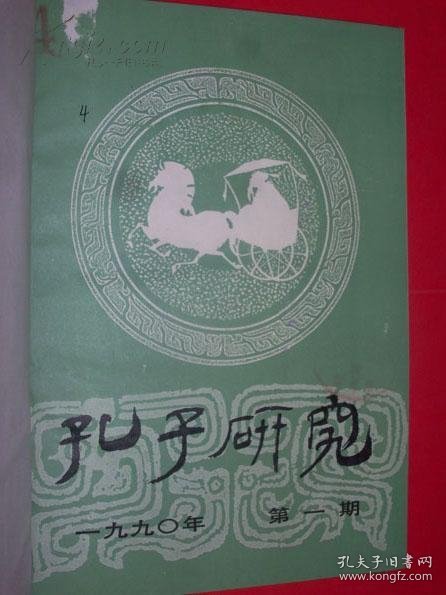 4
孔子研究
一九九〇年 第一期
孔夫子旧书网
www.kongfz.com